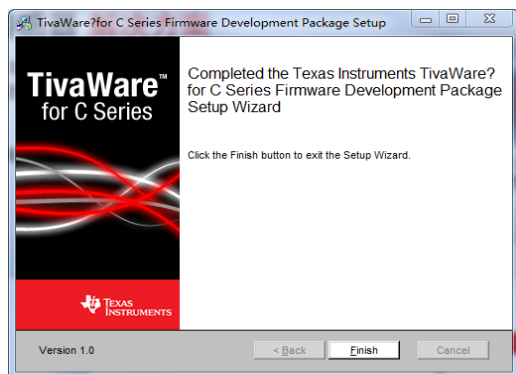 TivaWare?for C Series Firmware Development Package Setup
TivaWare™
for C Series
Completed the Texas Instruments TivaWare?
for C Series Firmware Development Package
Setup Wizard
Click the Finish button to exit the Setup Wizard.
TEXAS
INSTRUMENTS
Version 1.0
< Back
Finish
Cancel